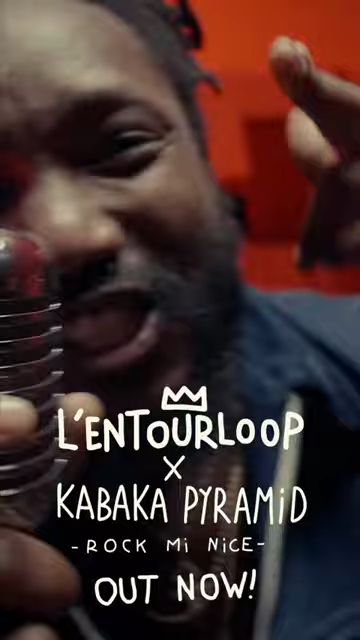 L'ENTOURLOOP
X
KABAKA PYRAMiD
-ROCK Mi NiCE-
OUT NOW!